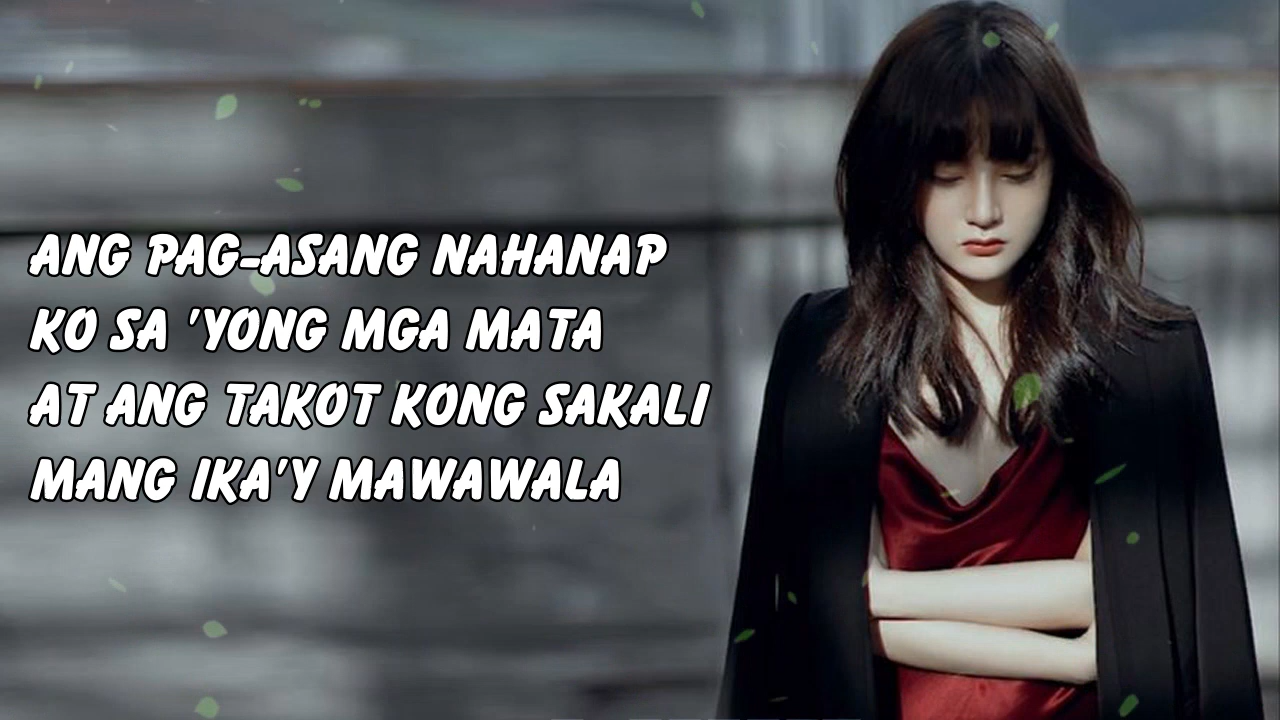 ANG PAG-ASANG NAHANAP
KO SA 'YONG MGA MATA
AT ANG TAKOT KONG SAKALI
MANG IKA'Y MAWAWALA